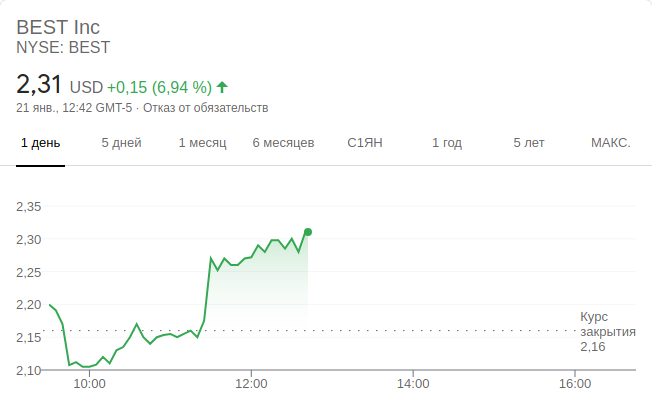 BEST Inc
NYSE: BEST
2,31 USD +0,15 (6,94 %)
21 янв., 12:42 GMT-5 · Отказ от обязательств
1 день 5 дней 1 месяц 6 месяцев С1ЯН 1 год 5 лет МАКС.
2,35
2,30
2,25
2,20
2,15
2,10
Курс
закрытия
2,16
10:00 12:00 14:00 16:00